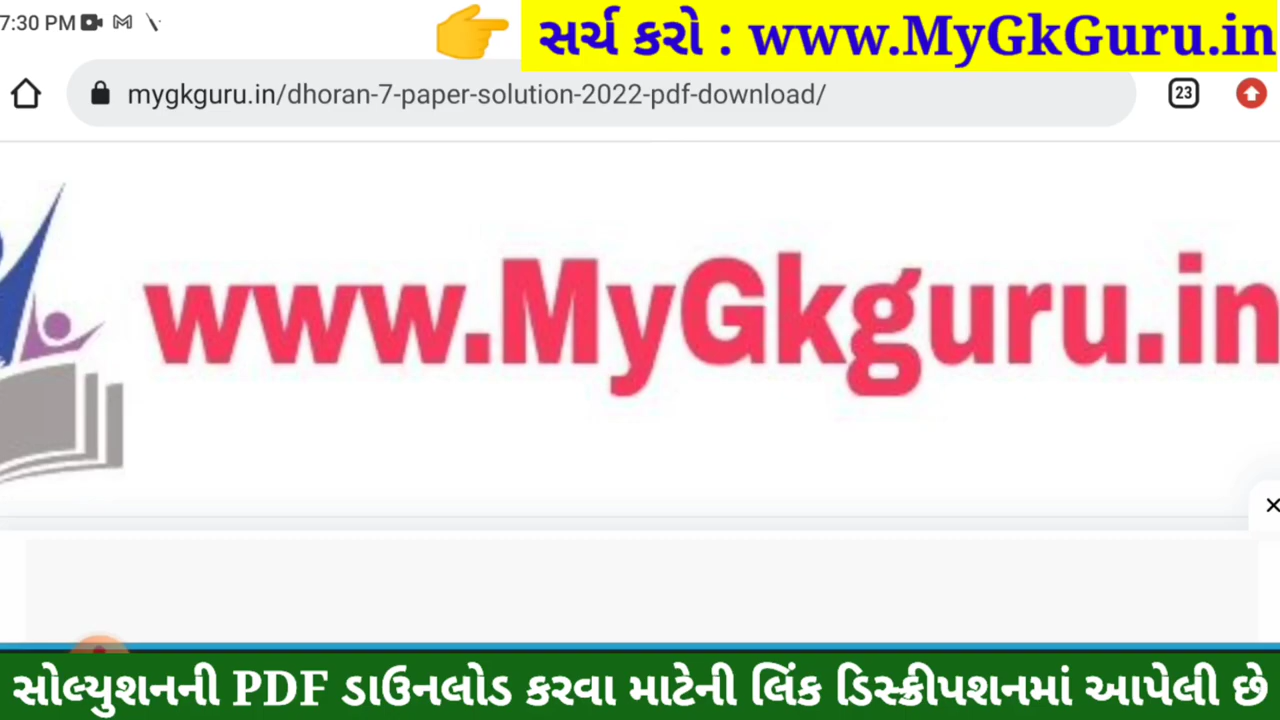 7:30 PM
સર્ચ કરો : www.MyGkGuru.in
mygkguru.in/dhoran-7-paper-solution-2022-pdf-download/
23
www.MyGkguru.in
સોલ્યુશનની PDF ડાઉનલોડ કરવા માટેની લિંક ડિસ્ક્રીપશનમાં આપેલી છે